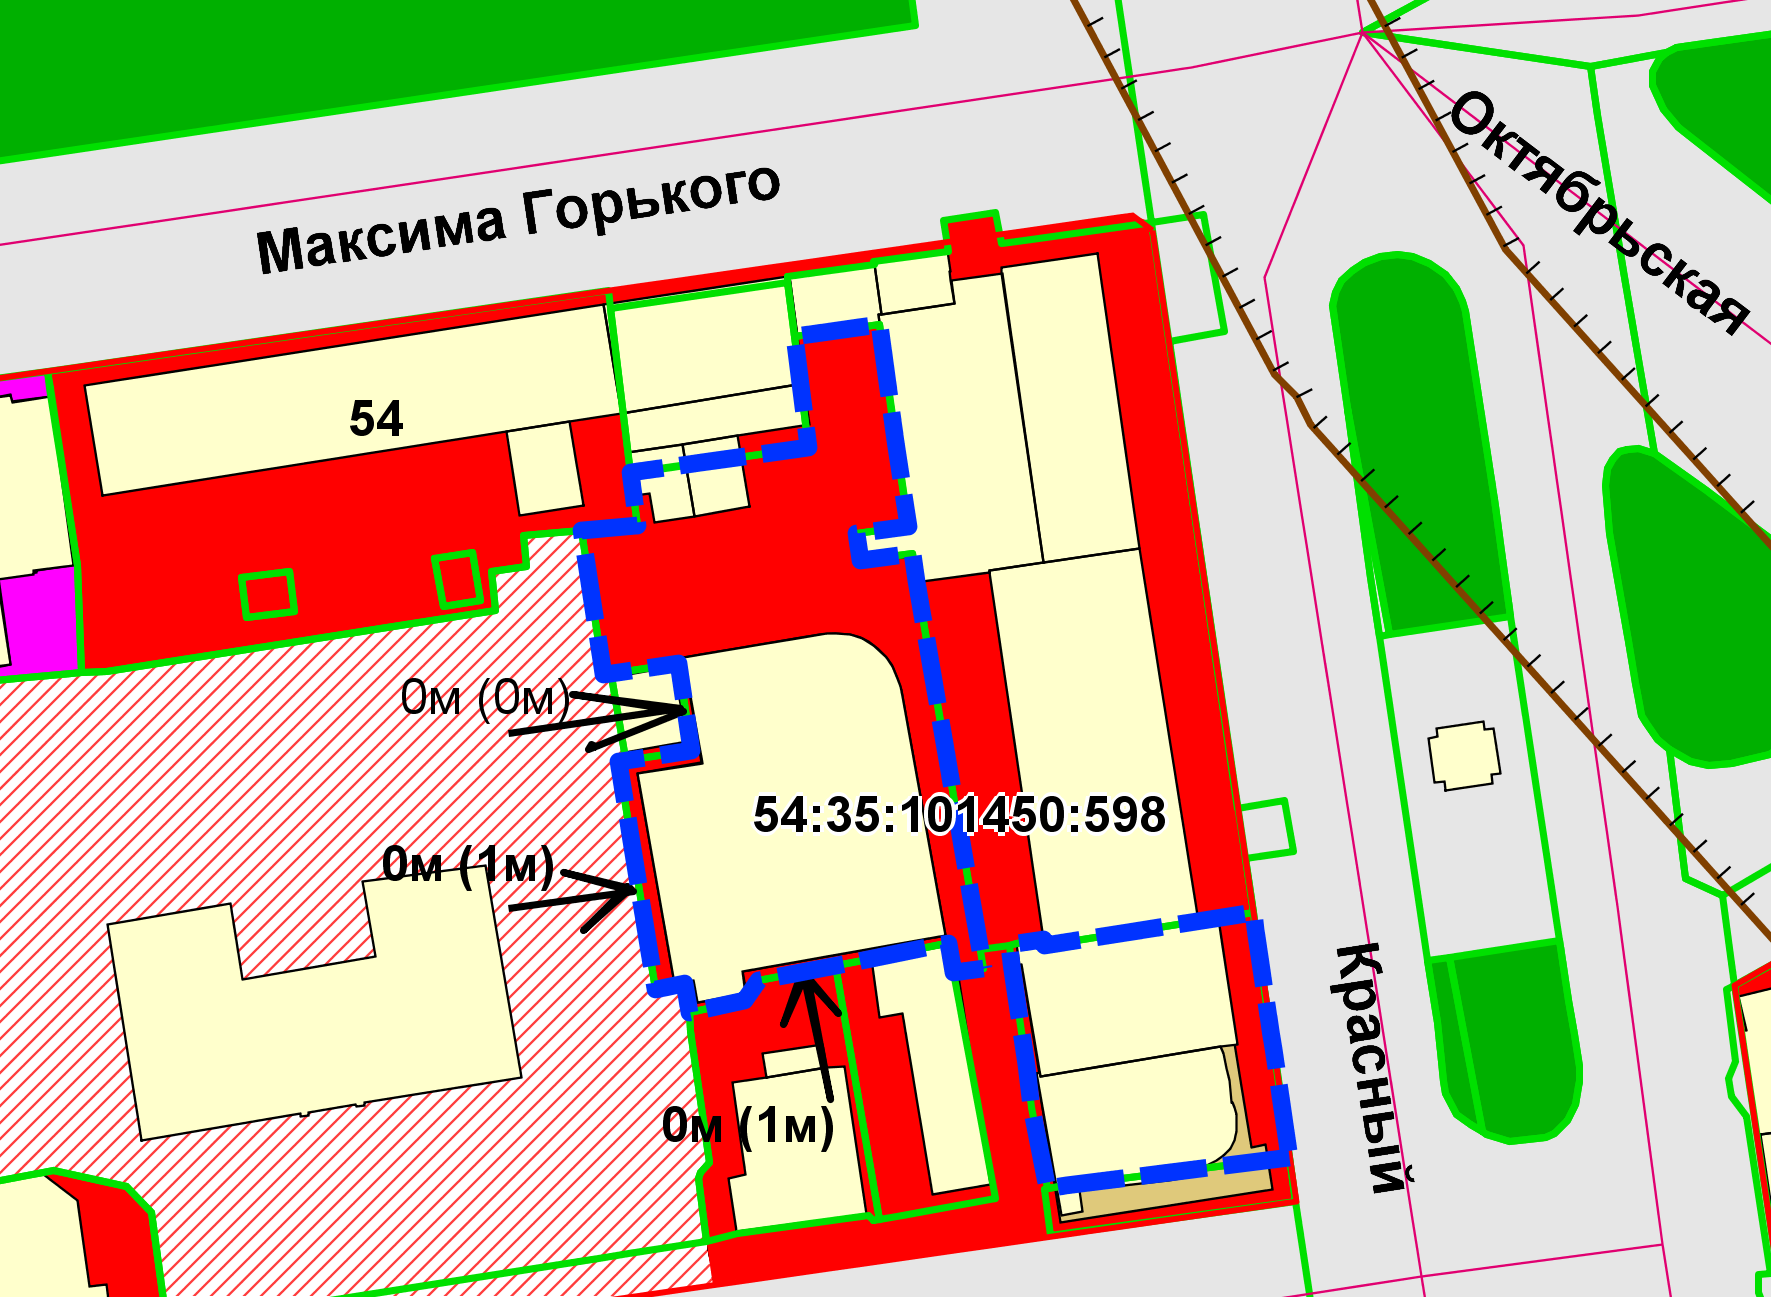 Октябрьская
Максима Горького
54
0м (0м)
54:35:101450:598
0м (1м)
Красный
0м (1м)